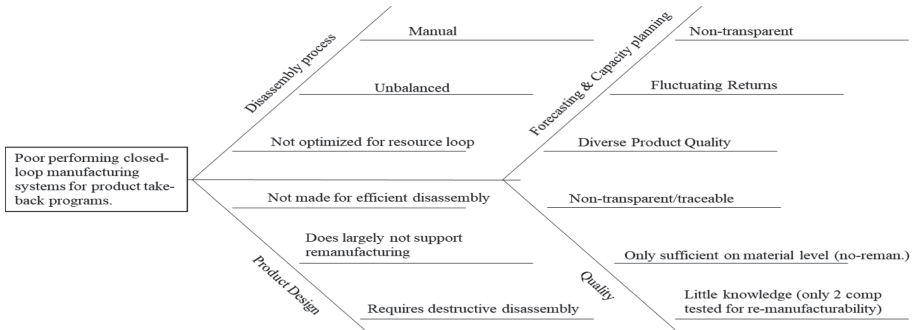 Poor performing closed-
loop manufacturing
systems for product take-
back programs.
Disassembly process
Manual
Unbalanced
Not optimized for resource loop
Forecasting & Capacity planning
Non-transparent
Fluctuating Returns
Diverse Product Quality
Product Design
Not made for efficient disassembly
Does largely not support
remanufacturing
Requires destructive disassembly
Quality
Non-transparent/traceable
Only sufficient on material level (no-reman.)
Little knowledge (only 2 comp
tested for re-manufacturability)